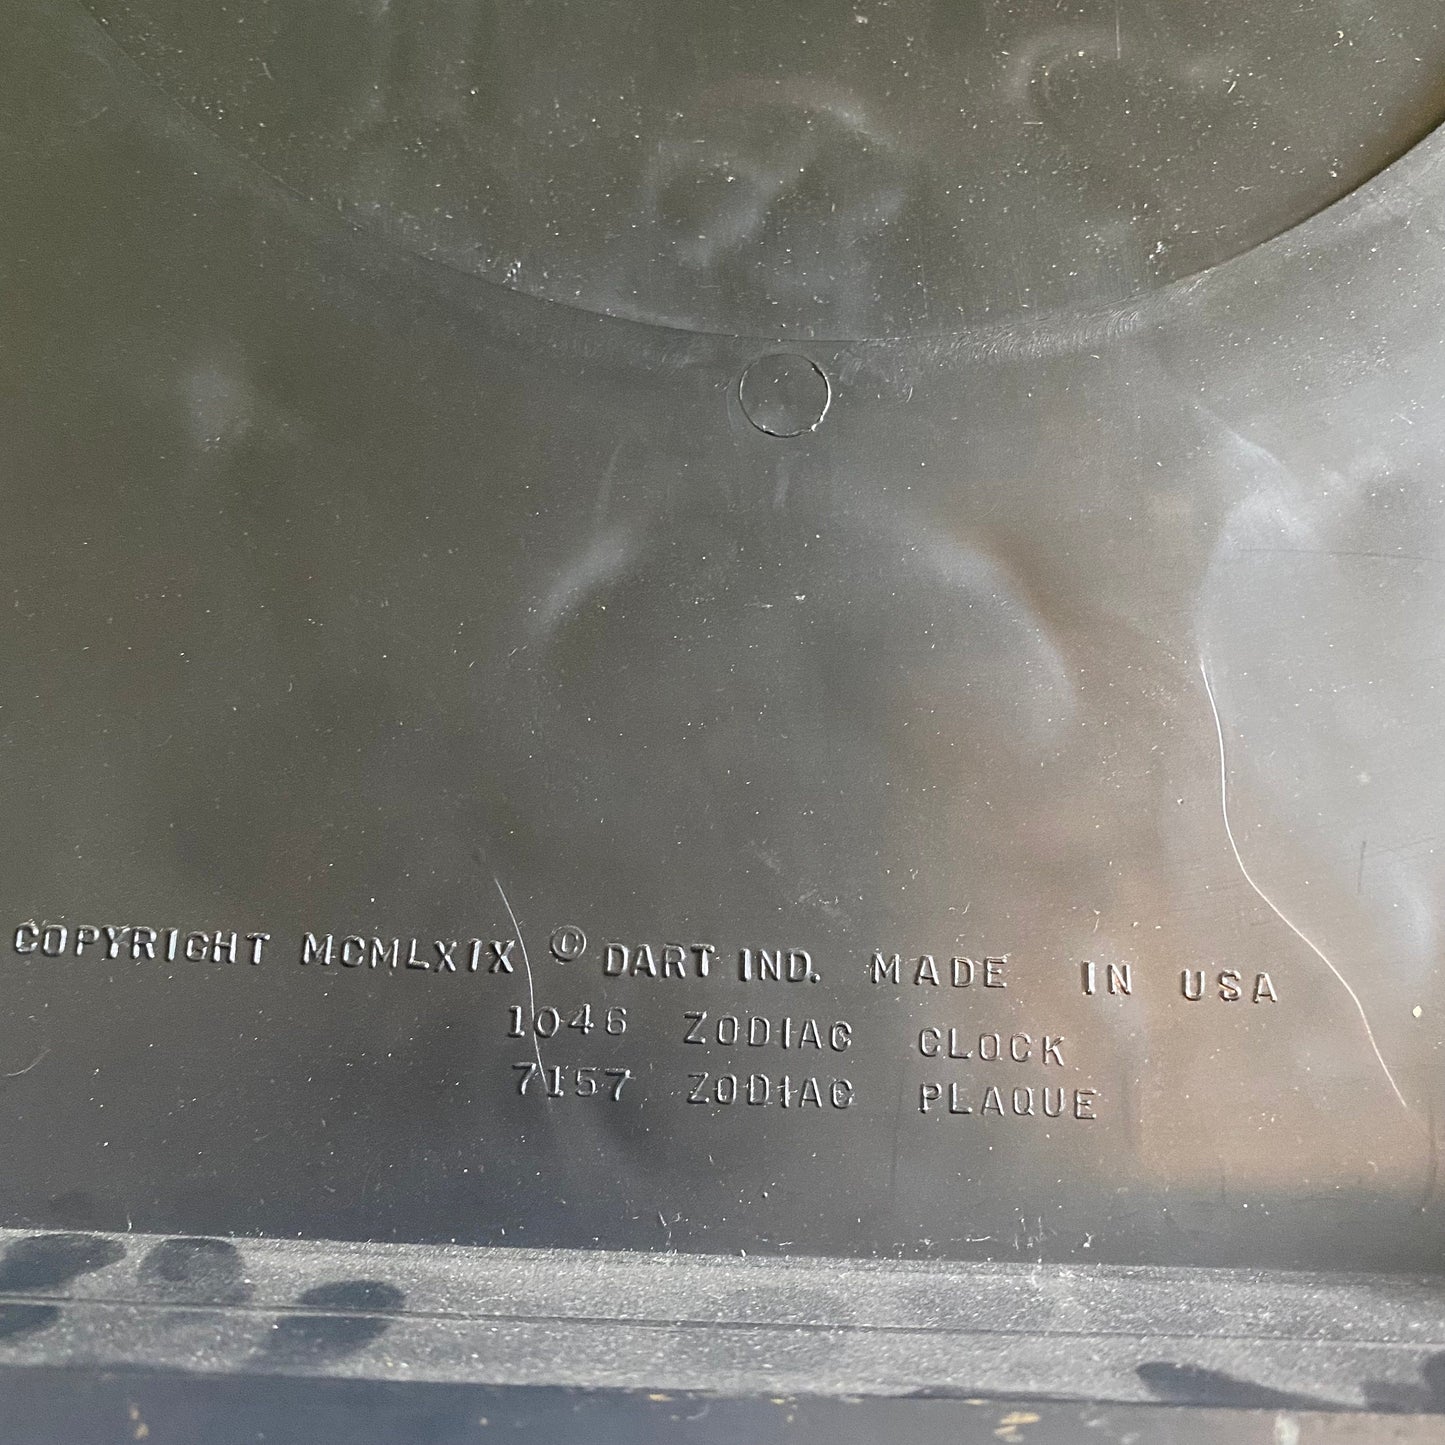 COPYRIGHT MCMLXIX © DART IND. MADE IN USA
1046 ZODIAC CLOCK
7157 ZODIAC PLAQUE